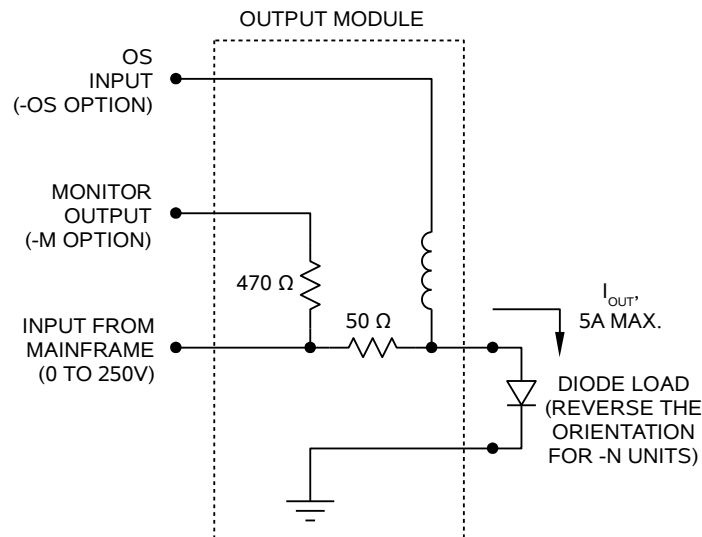 OUTPUT MODULE
OS
INPUT
(-OS OPTION)
MONITOR
OUTPUT
(-M OPTION)
470 Ω
50 Ω
INPUT FROM
MAINFRAME
(0 TO 250V)
I_OUT,
5A MAX.
DIODE LOAD
(REVERSE THE
ORIENTATION
FOR -N UNITS)